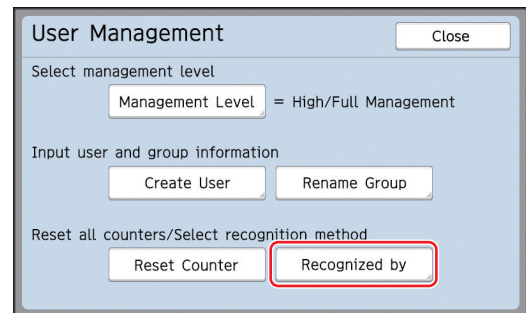 User Management Close
Select management level
Management Level = High/Full Management
Input user and group information
Create User Rename Group
Reset all counters/Select recognition method
Reset Counter Recognized by